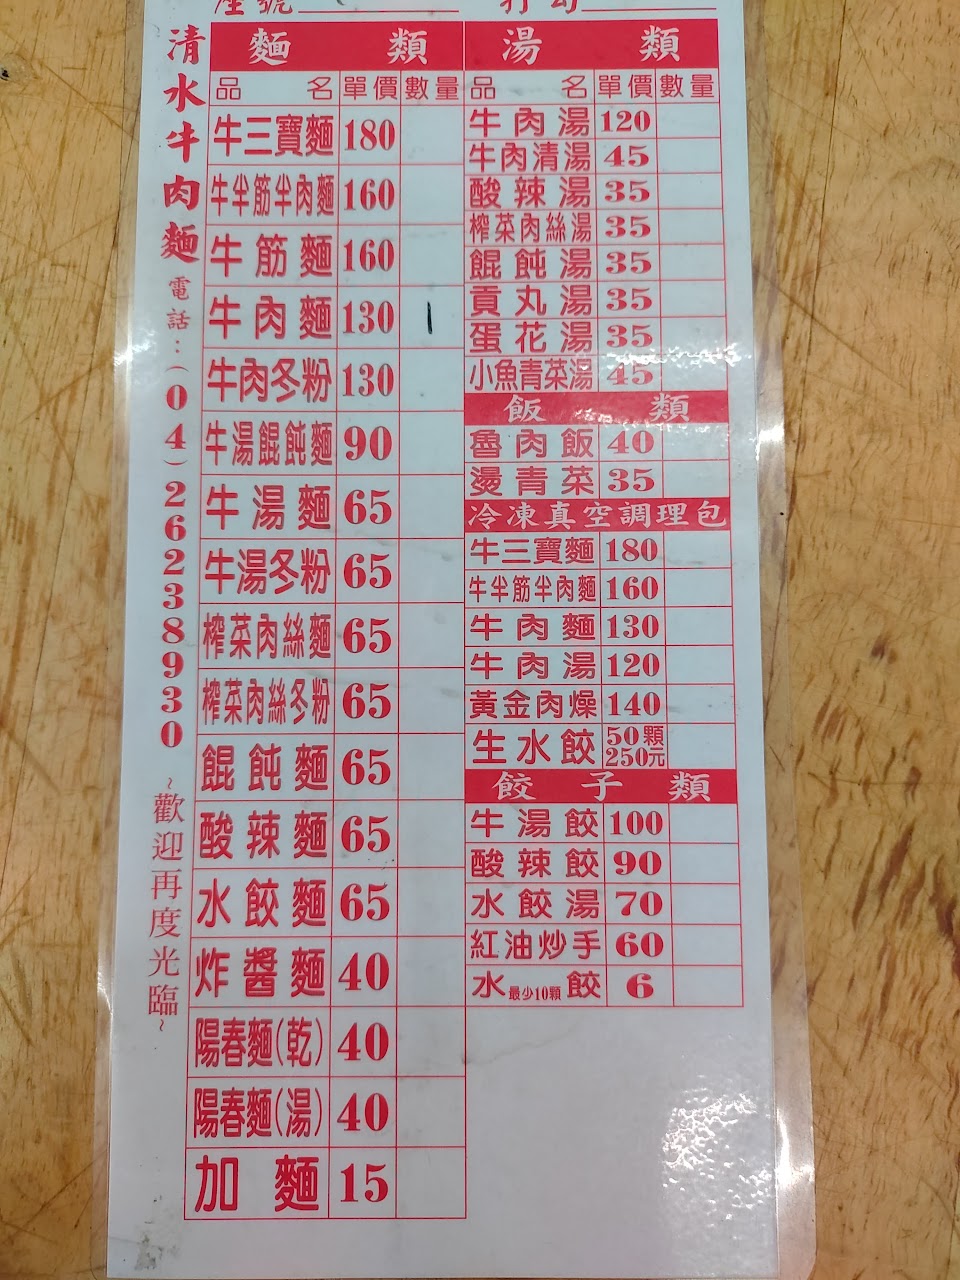 座號
清水牛肉麵 電話：(04)26238930 ~歡迎再度光臨~
麵類
品名 單價 數量
牛三寶麵 180
牛半筋半肉麵 160
牛筋麵 160
牛肉麵 130 1
牛肉冬粉 130
牛湯餛飩麵 90
牛湯麵 65
牛湯冬粉 65
榨菜肉絲麵 65
榨菜肉絲冬粉 65
餛飩麵 65
酸辣麵 65
水餃麵 65
炸醬麵 40
陽春麵(乾) 40
陽春麵(湯) 40
加麵 15
湯類
品名 單價 數量
牛肉湯 120
牛肉清湯 45
酸辣湯 35
榨菜肉絲湯 35
餛飩湯 35
貢丸湯 35
蛋花湯 35
小魚青菜湯 45
飯類
魯肉飯 40
燙青菜 35
冷凍真空調理包
牛三寶麵 180
牛半筋半肉麵 160
牛肉麵 130
牛肉湯 120
黃金肉燥 140
生水餃 50顆 250元
餃子類
牛湯餃 100
酸辣餃 90
水餃湯 70
紅油炒手 60
水餃 最少10顆 6